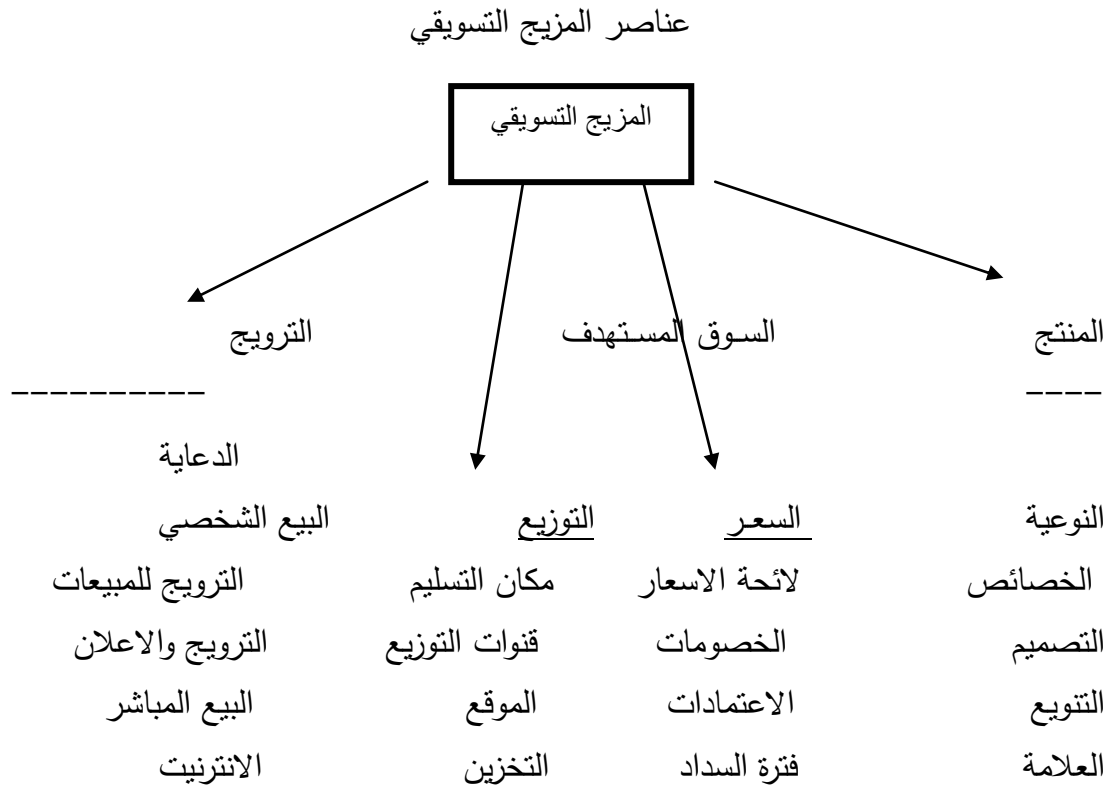 عناصر المزيج التسويقي
المزيج التسويقي
المنتج السوق المستهدف الترويج
---- ----------
الدعاية
النوعية السعر التوزيع البيع الشخصي
الخصائص لائحة الاسعار مكان التسليم الترويج للمبيعات
التصميم الخصومات قنوات التوزيع الترويج والاعلان
التنويع الاعتمادات الموقع البيع المباشر
العلامة فترة السداد التخزين الانترنيت